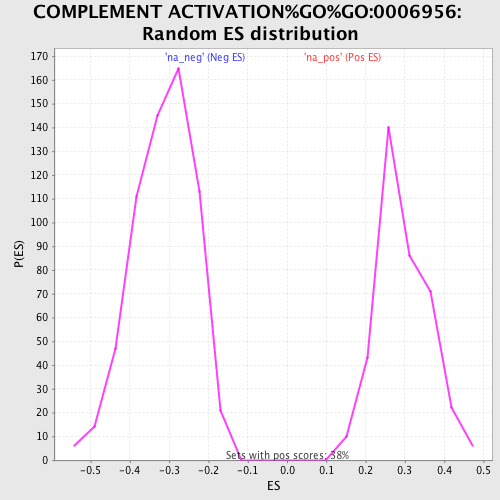 COMPLEMENT ACTIVATION%GO%GO:0006956:
Random ES distribution
'na_neg' (Neg ES)
'na_pos' (Pos ES)
170
160
150
140
130
120
110
100
90
80
70
60
50
40
30
20
10
0
P(ES)
Sets with pos scores: 38%
-0.5 -0.4 -0.3 -0.2 -0.1 0.0 0.1 0.2 0.3 0.4 0.5
ES